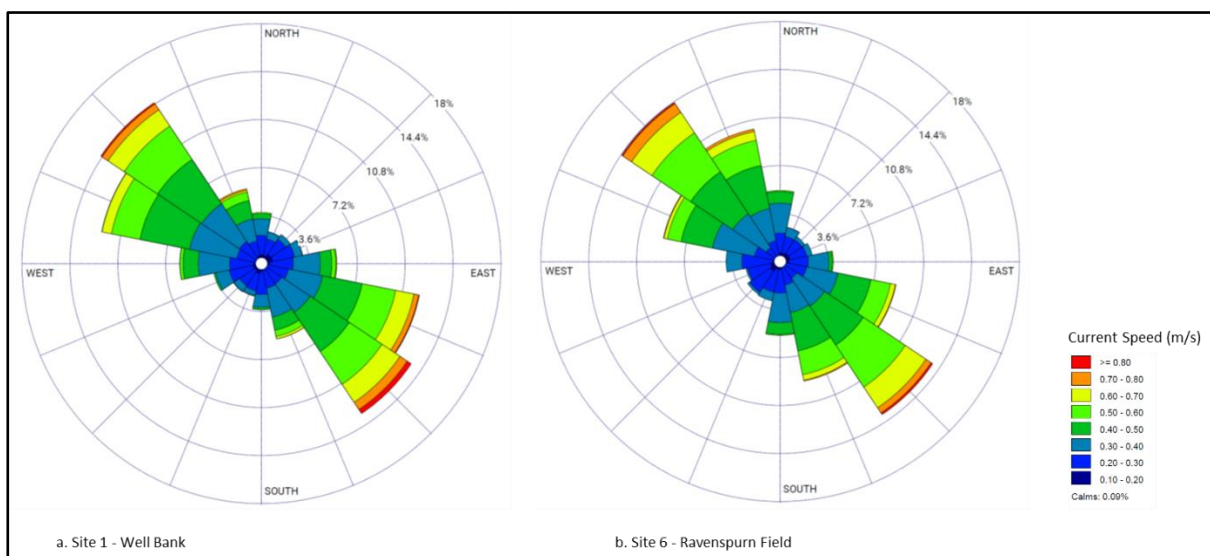 NORTH
18%
14.4%
10.8%
7.2%
3.6%
WEST
EAST
SOUTH
a. Site 1 - Well Bank
NORTH
18%
14.4%
10.8%
7.2%
3.6%
WEST
EAST
SOUTH
b. Site 6 - Ravenspurn Field
Current Speed (m/s)
>= 0.80
0.70 - 0.80
0.60 - 0.70
0.50 - 0.60
0.40 - 0.50
0.30 - 0.40
0.20 - 0.30
0.10 - 0.20
Calms: 0.09%